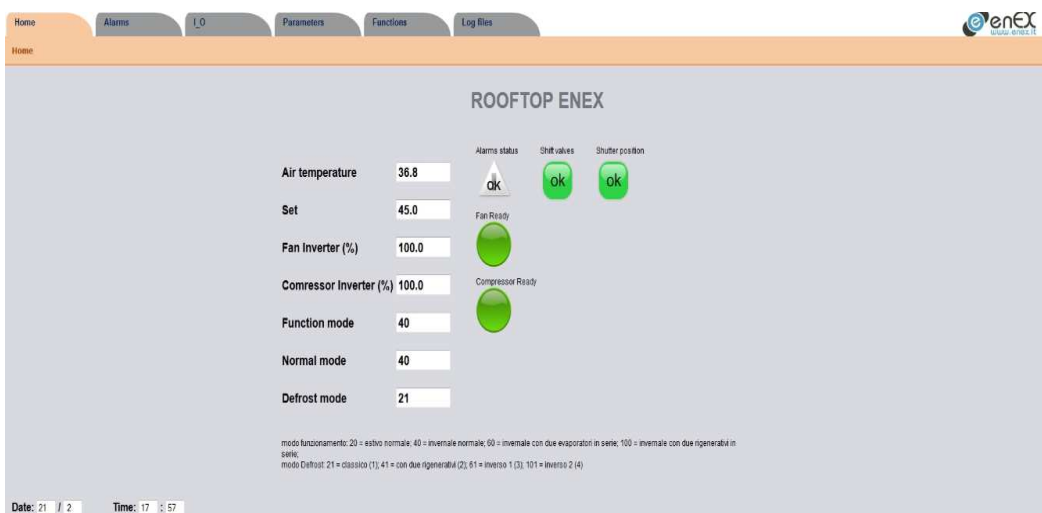 Home Alarms I_O Parameters Functions Log files
enEX
www.enex.it
Home
ROOFTOP ENEX
Alarms status Shift valves Shutter position
Air temperature 36.8
ok ok ok
Set 45.0
Fan Ready
Fan Inverter (%) 100.0
Comressor Inverter (%) 100.0
Compressor Ready
Function mode 40
Normal mode 40
Defrost mode 21
modo funzionamento: 20 = estivo normale; 40 = invernale normale; 60 = invernale con due evaporatori in serie; 100 = invernale con due rigenerativi in
serie;
modo Defrost: 21 = classico (1); 41 = con due rigenerativi (2); 61 = inverso 1 (3); 101 = inverso 2 (4)
Date: 21 / 2 Time: 17 : 57